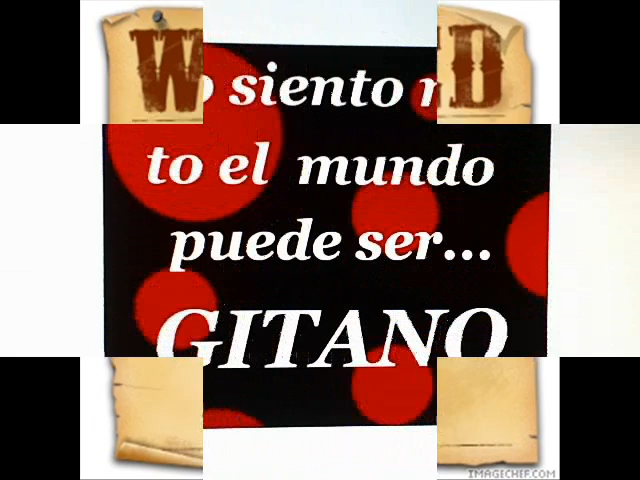 W D
siento
to el mundo
puede ser...
GITANO
IMAGECHEF.COM